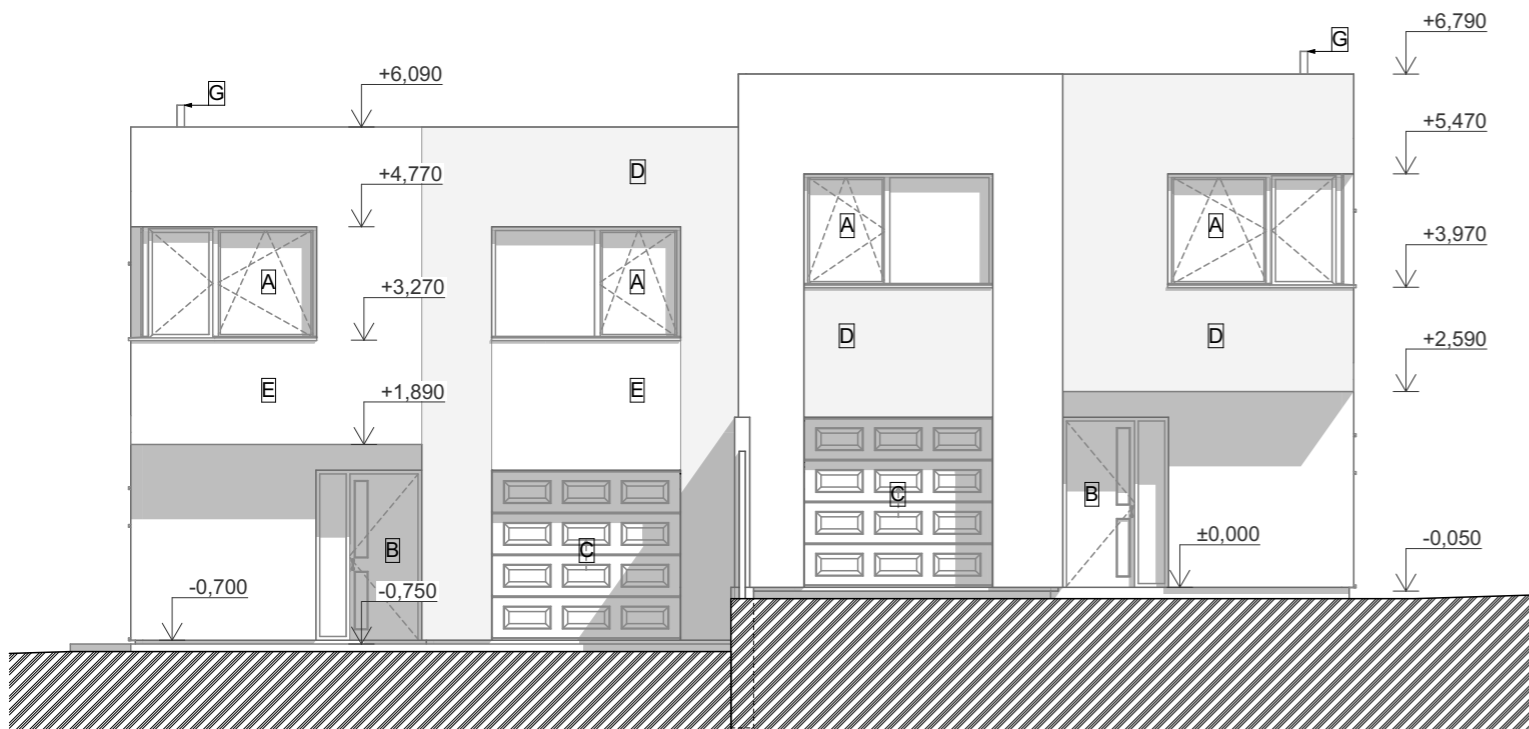 +6,790
G
+6,090
G
+5,470
D
+4,770
A
A
+3,970
A
A
+3,270
D
D
+2,590
E
E
+1,890
C
B
±0,000
-0,050
B
C
-0,700
-0,750